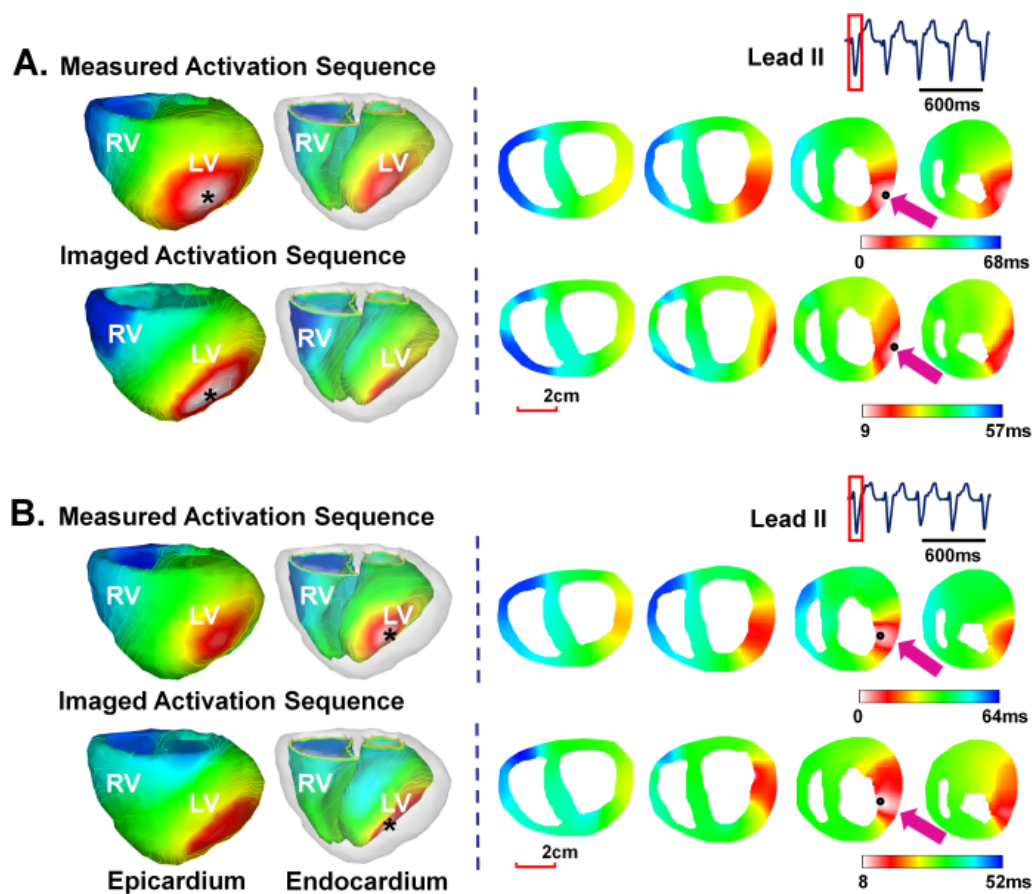 A. Measured Activation Sequence
Lead II
600ms
RV
LV
*
0 68ms
Imaged Activation Sequence
RV
LV
*
RV
LV
2cm
9 57ms
B. Measured Activation Sequence
Lead II
600ms
RV
LV
RV
LV
*
0 64ms
Imaged Activation Sequence
RV
LV
RV
LV
*
2cm
8 52ms
Epicardium Endocardium